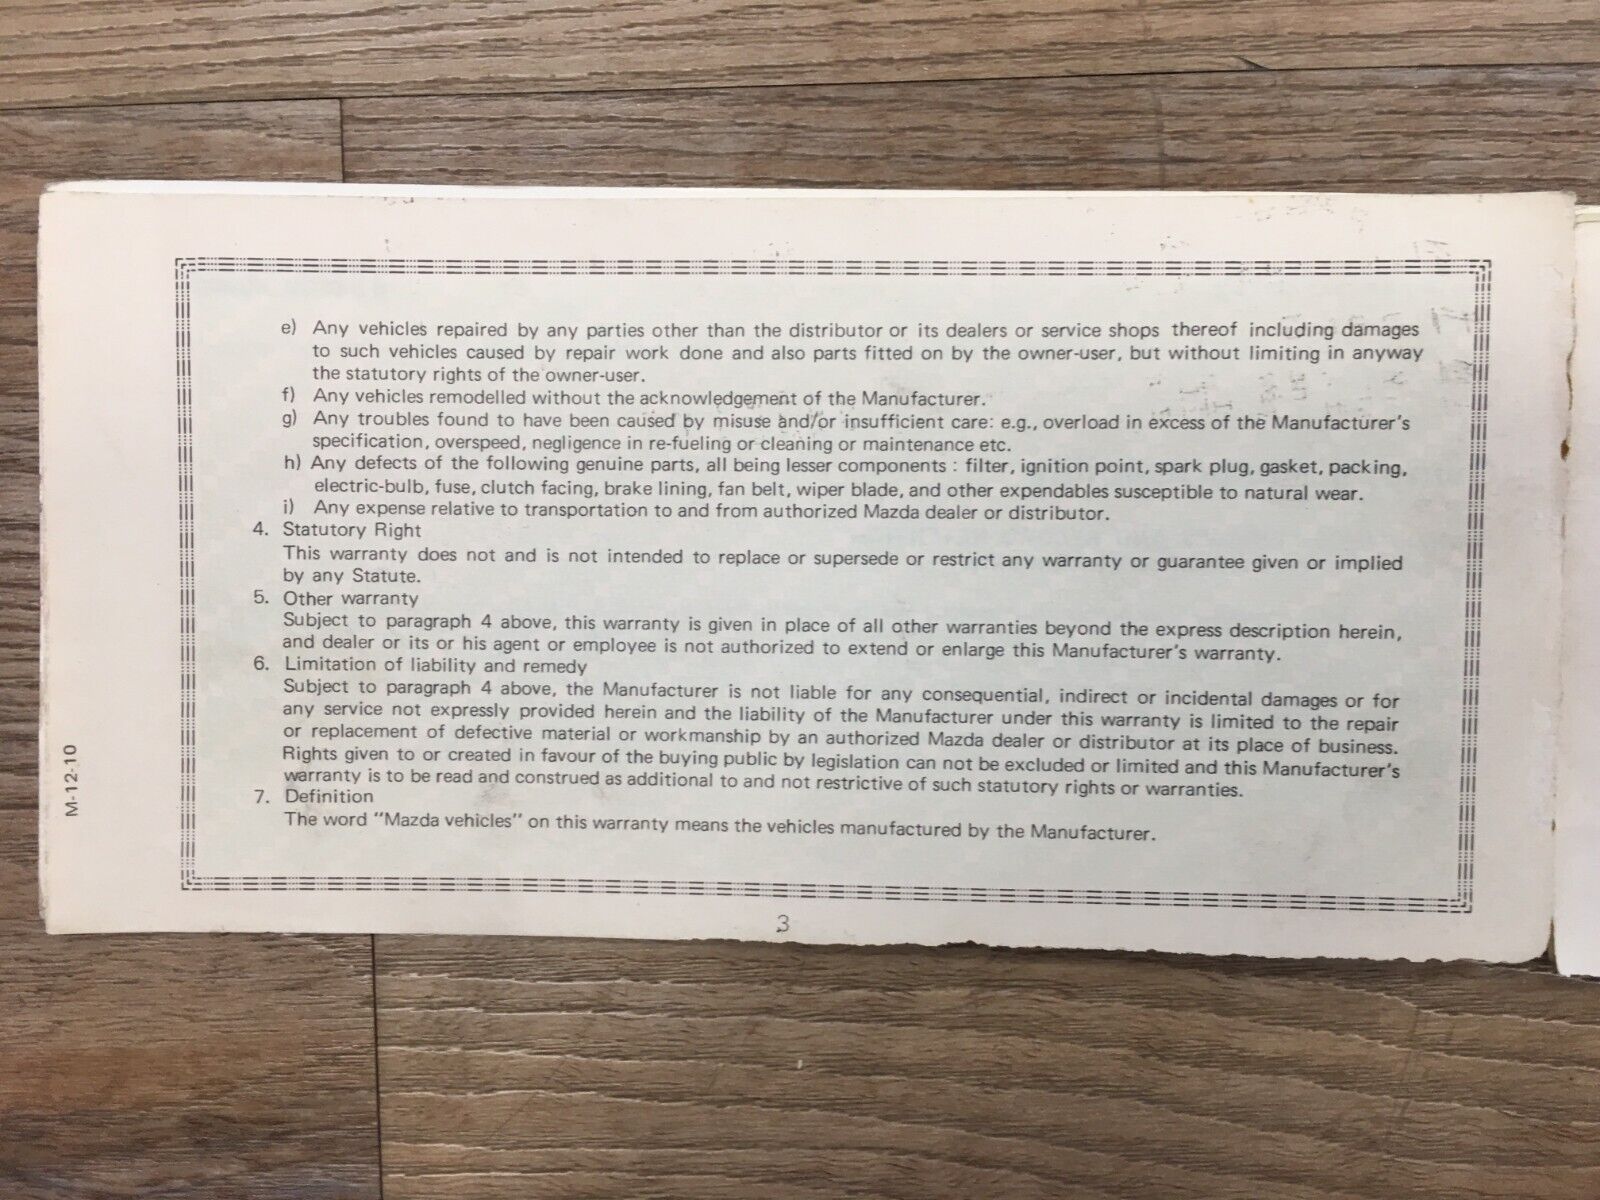 e) Any vehicles repaired by any parties other than the distributor or its dealers or service shops thereof including damages
to such vehicles caused by repair work done and also parts fitted on by the owner-user, but without limiting in anyway
the statutory rights of the owner-user.
f) Any vehicles remodelled without the acknowledgement of the Manufacturer.
g) Any troubles found to have been caused by misuse and/or insufficient care: e.g., overload in excess of the Manufacturer's
specification, overspeed, negligence in re-fueling or cleaning or maintenance etc.
h) Any defects of the following genuine parts, all being lesser components : filter, ignition point, spark plug, gasket, packing,
electric-bulb, fuse, clutch facing, brake lining, fan belt, wiper blade, and other expendables susceptible to natural wear.
i) Any expense relative to transportation to and from authorized Mazda dealer or distributor.
4. Statutory Right
This warranty does not and is not intended to replace or supersede or restrict any warranty or guarantee given or implied
by any Statute.
5. Other warranty
Subject to paragraph 4 above, this warranty is given in place of all other warranties beyond the express description herein,
and dealer or its or his agent or employee is not authorized to extend or enlarge this Manufacturer's warranty.
6. Limitation of liability and remedy
Subject to paragraph 4 above, the Manufacturer is not liable for any consequential, indirect or incidental damages or for
any service not expressly provided herein and the liability of the Manufacturer under this warranty is limited to the repair
or replacement of defective material or workmanship by an authorized Mazda dealer or distributor at its place of business.
Rights given to or created in favour of the buying public by legislation can not be excluded or limited and this Manufacturer's
warranty is to be read and construed as additional to and not restrictive of such statutory rights or warranties.
7. Definition
The word "Mazda vehicles" on this warranty means the vehicles manufactured by the Manufacturer.
3
M-12-10